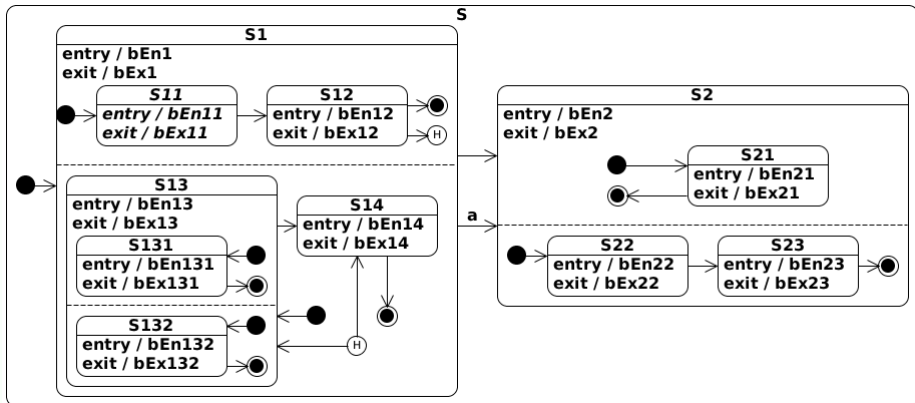 S
S1
entry / bEn1
exit / bEx1
S11
entry / bEn11
exit / bEx11
S12
entry / bEn12
exit / bEx12
H
S13
entry / bEn13
exit / bEx13
S131
entry / bEn131
exit / bEx131
S132
entry / bEn132
exit / bEx132
S14
entry / bEn14
exit / bEx14
H
a
S2
entry / bEn2
exit / bEx2
S21
entry / bEn21
exit / bEx21
S22
entry / bEn22
exit / bEx22
S23
entry / bEn23
exit / bEx23